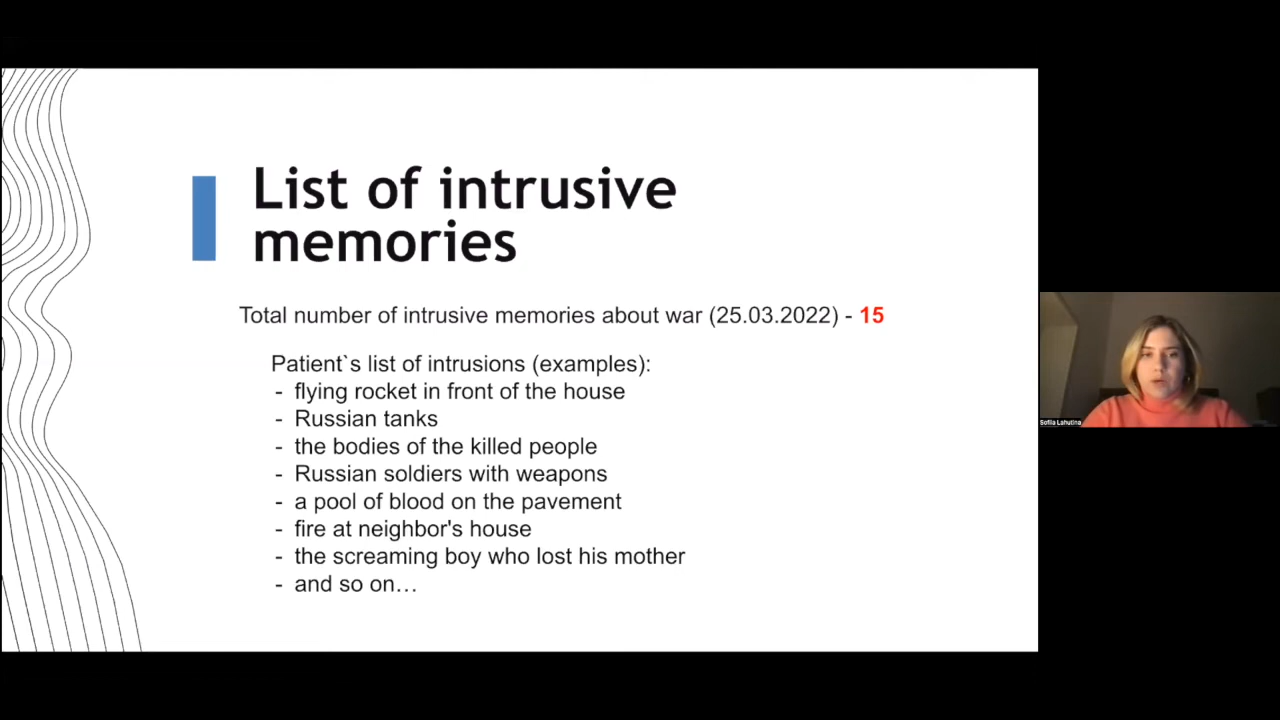 List of intrusive
memories
Total number of intrusive memories about war (25.03.2022) - 15
Patient`s list of intrusions (examples):
- flying rocket in front of the house
- Russian tanks
- the bodies of the killed people
- Russian soldiers with weapons
- a pool of blood on the pavement
- fire at neighbor's house
- the screaming boy who lost his mother
- and so on…
Sofiia Lahutina